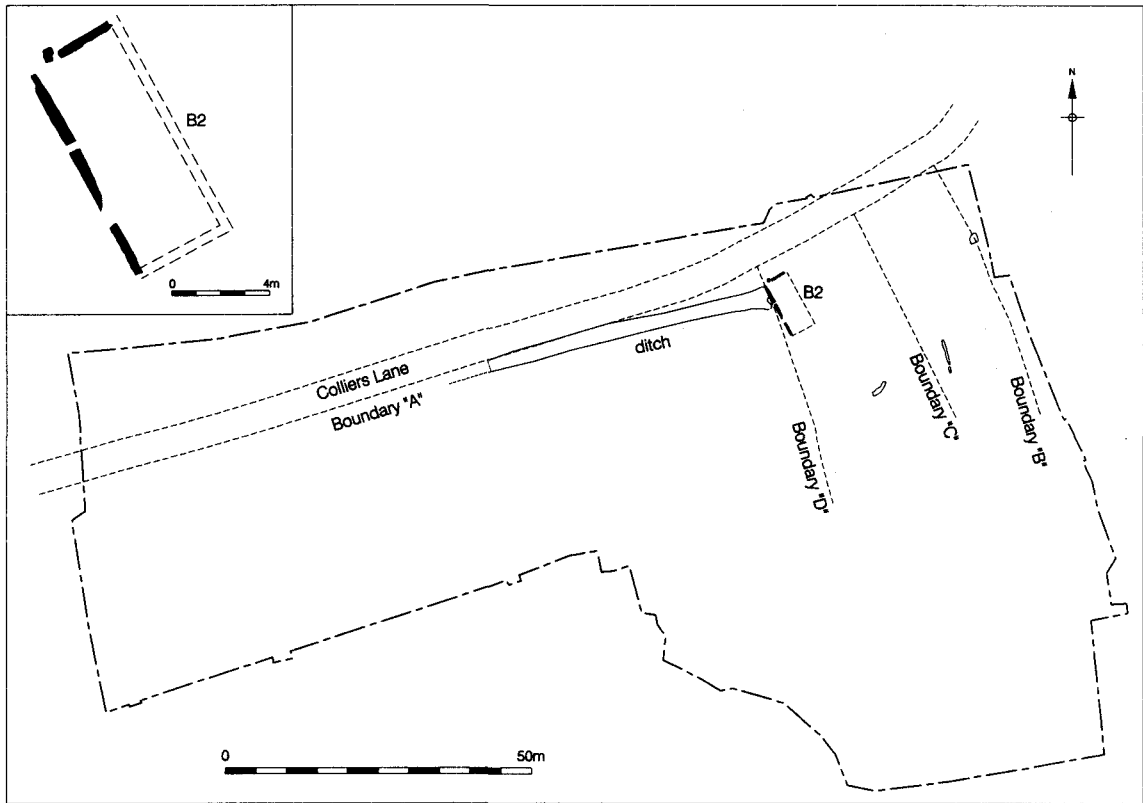 B2
0 4m
N
B2
ditch
Colliers Lane
Boundary "A"
Boundary "D"
Boundary "C"
Boundary "B"
0 50m